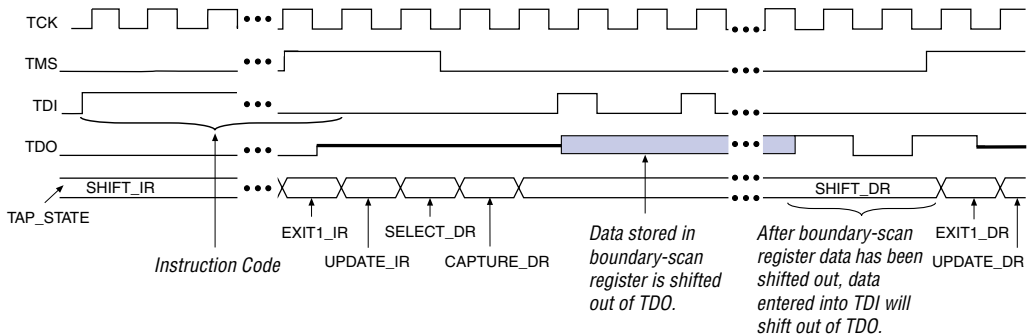 TCK
TMS
TDI
TDO
SHIFT_IR
SHIFT_DR
TAP_STATE
EXIT1_IR
SELECT_DR
EXIT1_DR
Instruction Code
UPDATE_IR
CAPTURE_DR
UPDATE_DR
Data stored in
boundary-scan
register is shifted
out of TDO.
After boundary-scan
register data has been
shifted out, data
entered into TDI will
shift out of TDO.